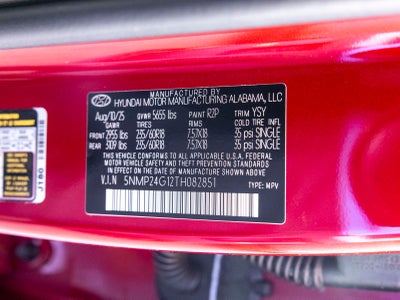 MANUFACTURED BY
HYUNDAI MOTOR MANUFACTURING ALABAMA, LLC
Aug/10/25 GVWR 5655 lbs PAINT R2P TRIM YSY
GAWR TIRES RIMS COLD TIRE INFL
FRONT 2955 lbs 235/60R18 7.5JX18 35 psi SINGLE
REAR 3109 lbs 235/60R18 7.5JX18 35 psi SINGLE
THIS VEHICLE CONFORMS TO ALL APPLICABLE U.S. FEDERAL
MOTOR VEHICLE SAFETY AND THEFT PREVENTION STANDARDS
IN EFFECT ON THE DATE OF MANUFACTURE SHOWN ABOVE.
V.I.N 5NMP24G12TH082851 TYPE: MPV
J180